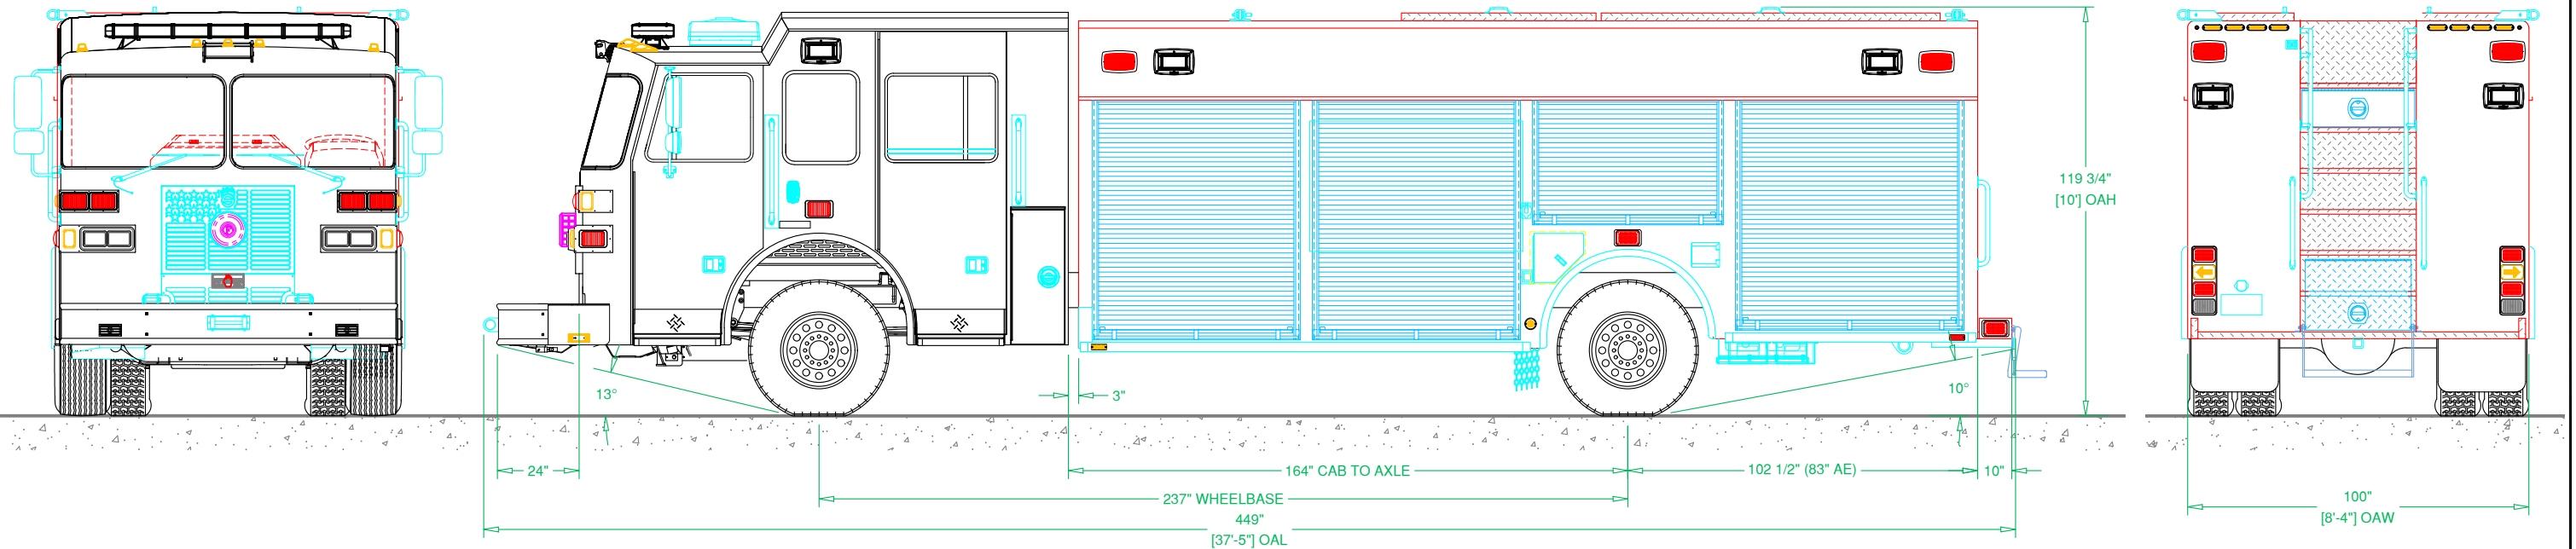 119 3/4"
[10'] OAH
13°
3"
10°
24"
164" CAB TO AXLE
102 1/2" (83" AE)
10"
237" WHEELBASE
449"
[37'-5"] OAL
100"
[8'-4"] OAW